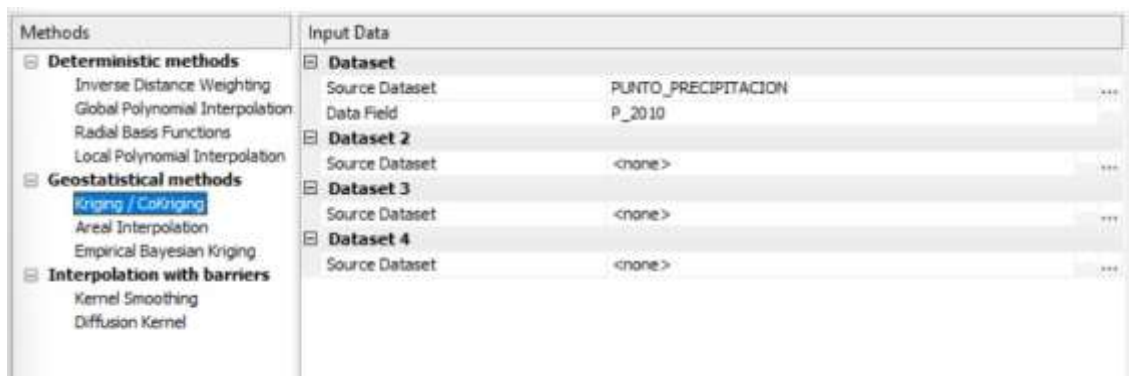 Methods
Deterministic methods
Inverse Distance Weighting
Global Polynomial Interpolation
Radial Basis Functions
Local Polynomial Interpolation
Geostatistical methods
Kriging / CoKriging
Areal Interpolation
Empirical Bayesian Kriging
Interpolation with barriers
Kernel Smoothing
Diffusion Kernel
Input Data
Dataset
Source Dataset PUNTO_PRECIPITACION ...
Data Field P_2010
Dataset 2
Source Dataset <none> ...
Dataset 3
Source Dataset <none> ...
Dataset 4
Source Dataset <none> ...